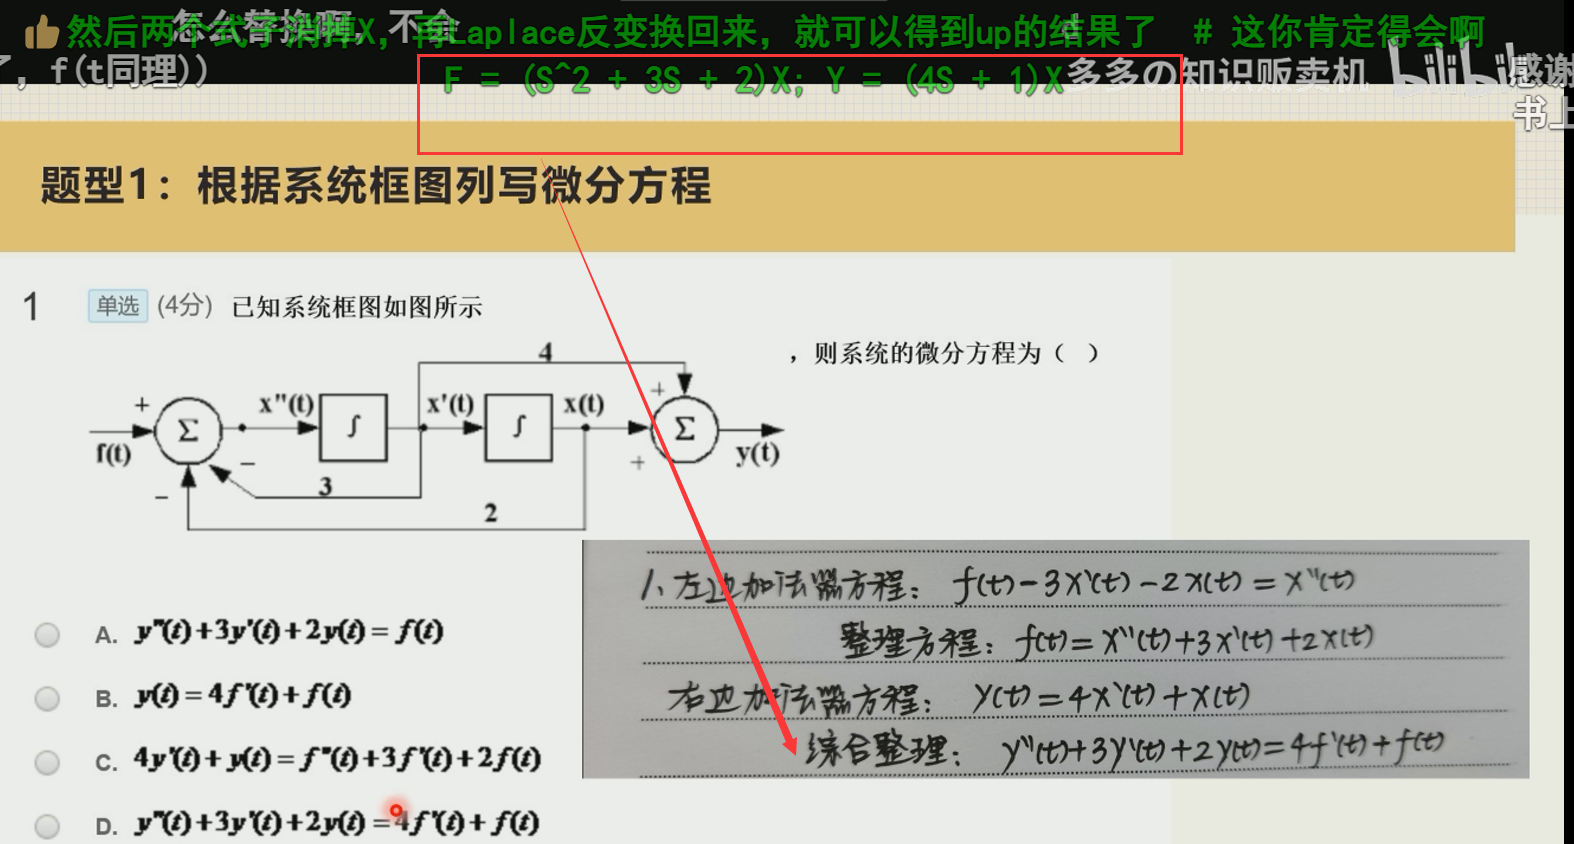 然后两个式子消掉X，再Laplace反变换回来，就可以得到up的结果了 # 这你肯定得会啊
怎么替换啊，不会
，f(t同理))
F = (S^2 + 3S + 2)X; Y = (4S + 1)X
多多の知识贩卖机
bilibili
感谢
书上
题型1：根据系统框图列写微分方程
1 单选 (4分) 已知系统框图如图所示
，则系统的微分方程为（ ）
4
+ x"(t) ∫ x'(t) ∫ x(t) +
Σ Σ
f(t) − + y(t)
− 3
2
1、左边加法器方程：f(t)-3x'(t)-2x(t)=x"(t)
整理方程：f(t)=x"(t)+3x'(t)+2x(t)
右边加法器方程：y(t)=4x'(t)+x(t)
综合整理：y"(t)+3y'(t)+2y(t)=4f'(t)+f(t)
A. y"(t)+3y'(t)+2y(t)=f(t)
B. y(t)=4f'(t)+f(t)
C. 4y'(t)+y(t)=f"(t)+3f'(t)+2f(t)
D. y"(t)+3y'(t)+2y(t)=4f'(t)+f(t)